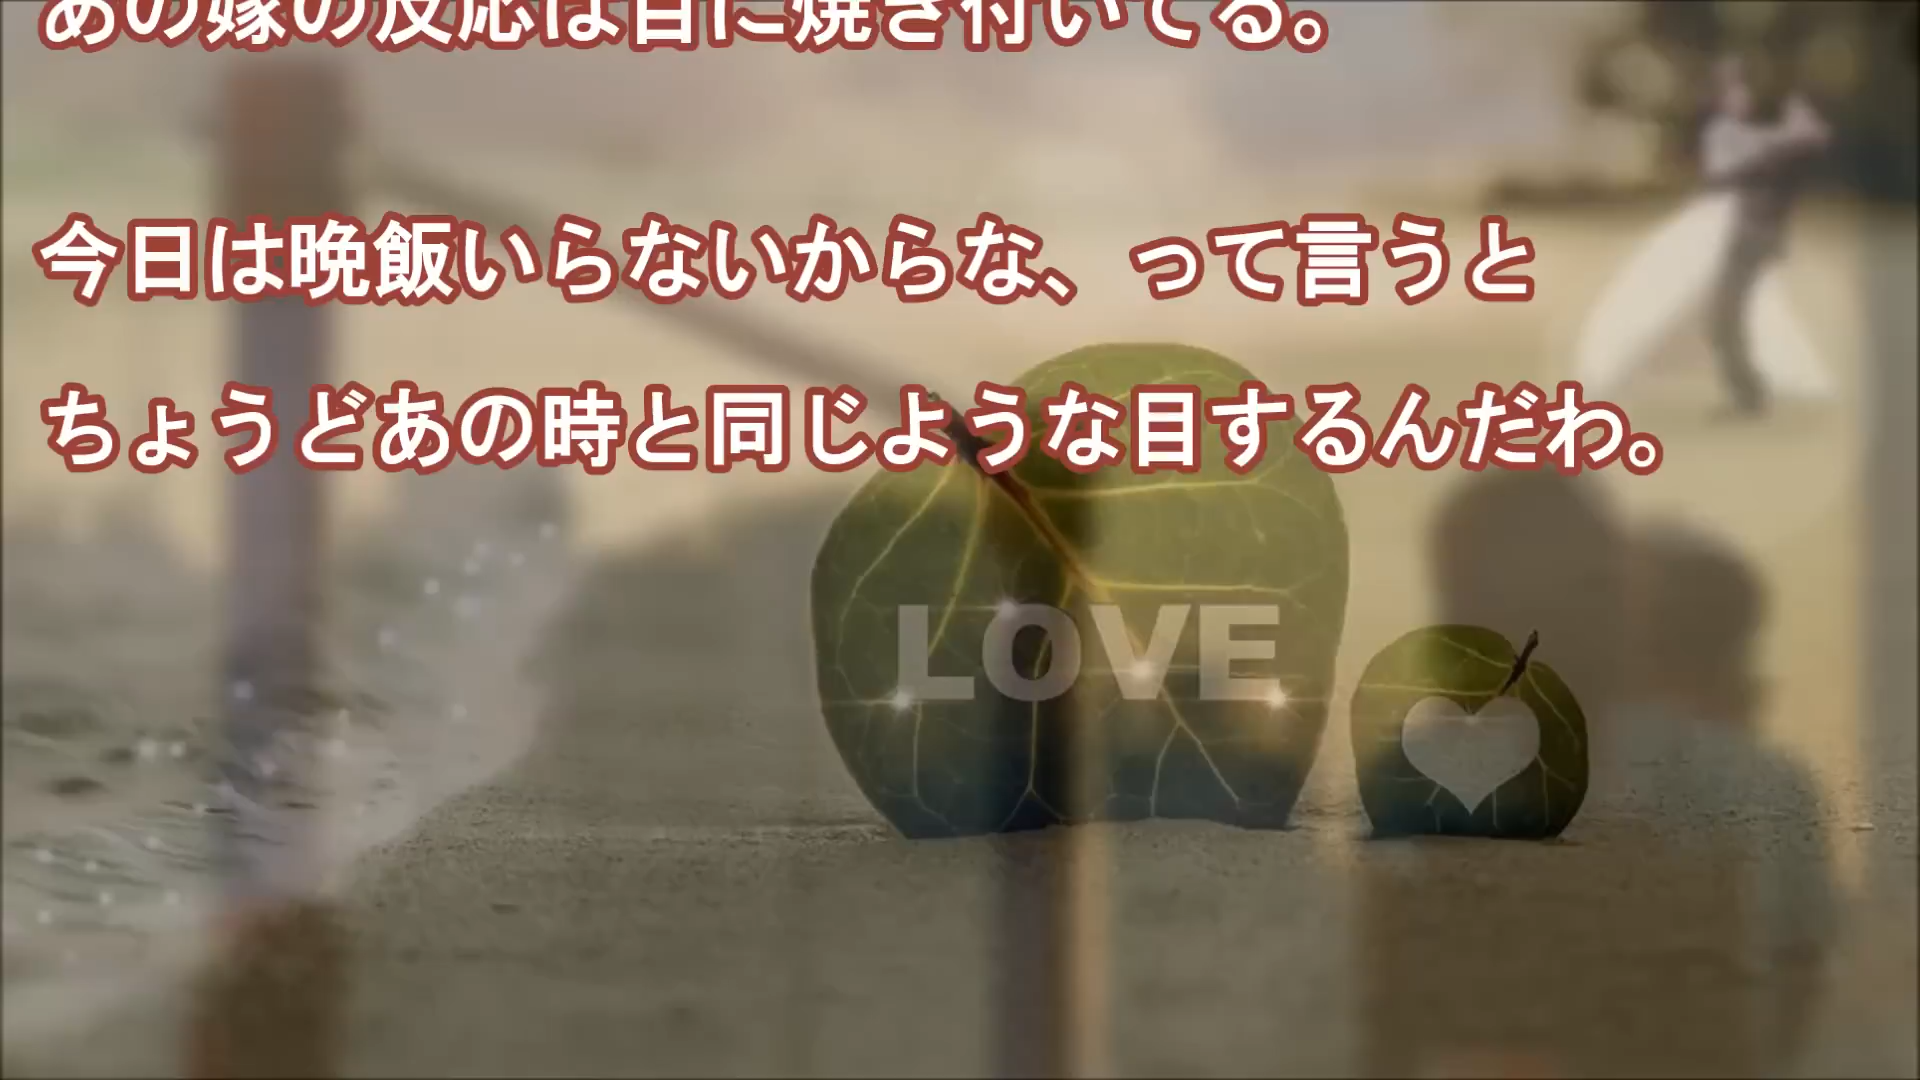 あの嫁の反応は目に焼き付いてる。
今日は晩飯いらないからな、って言うと
ちょうどあの時と同じような目するんだわ。
LOVE